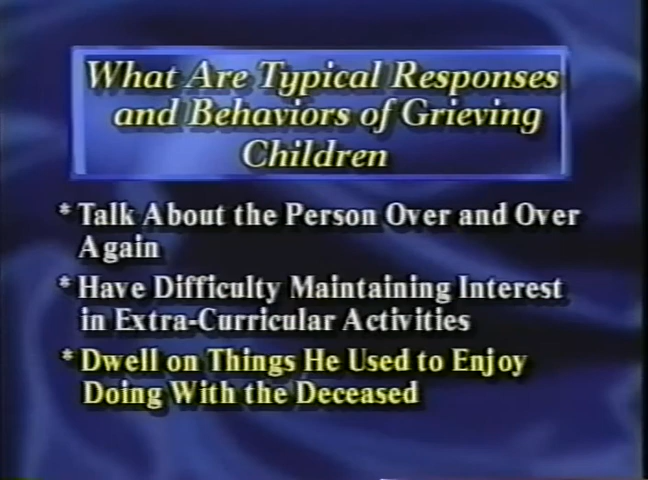 What Are Typical Responses
and Behaviors of Grieving
Children
* Talk About the Person Over and Over
Again
* Have Difficulty Maintaining Interest
in Extra-Curricular Activities
* Dwell on Things He Used to Enjoy
Doing With the Deceased